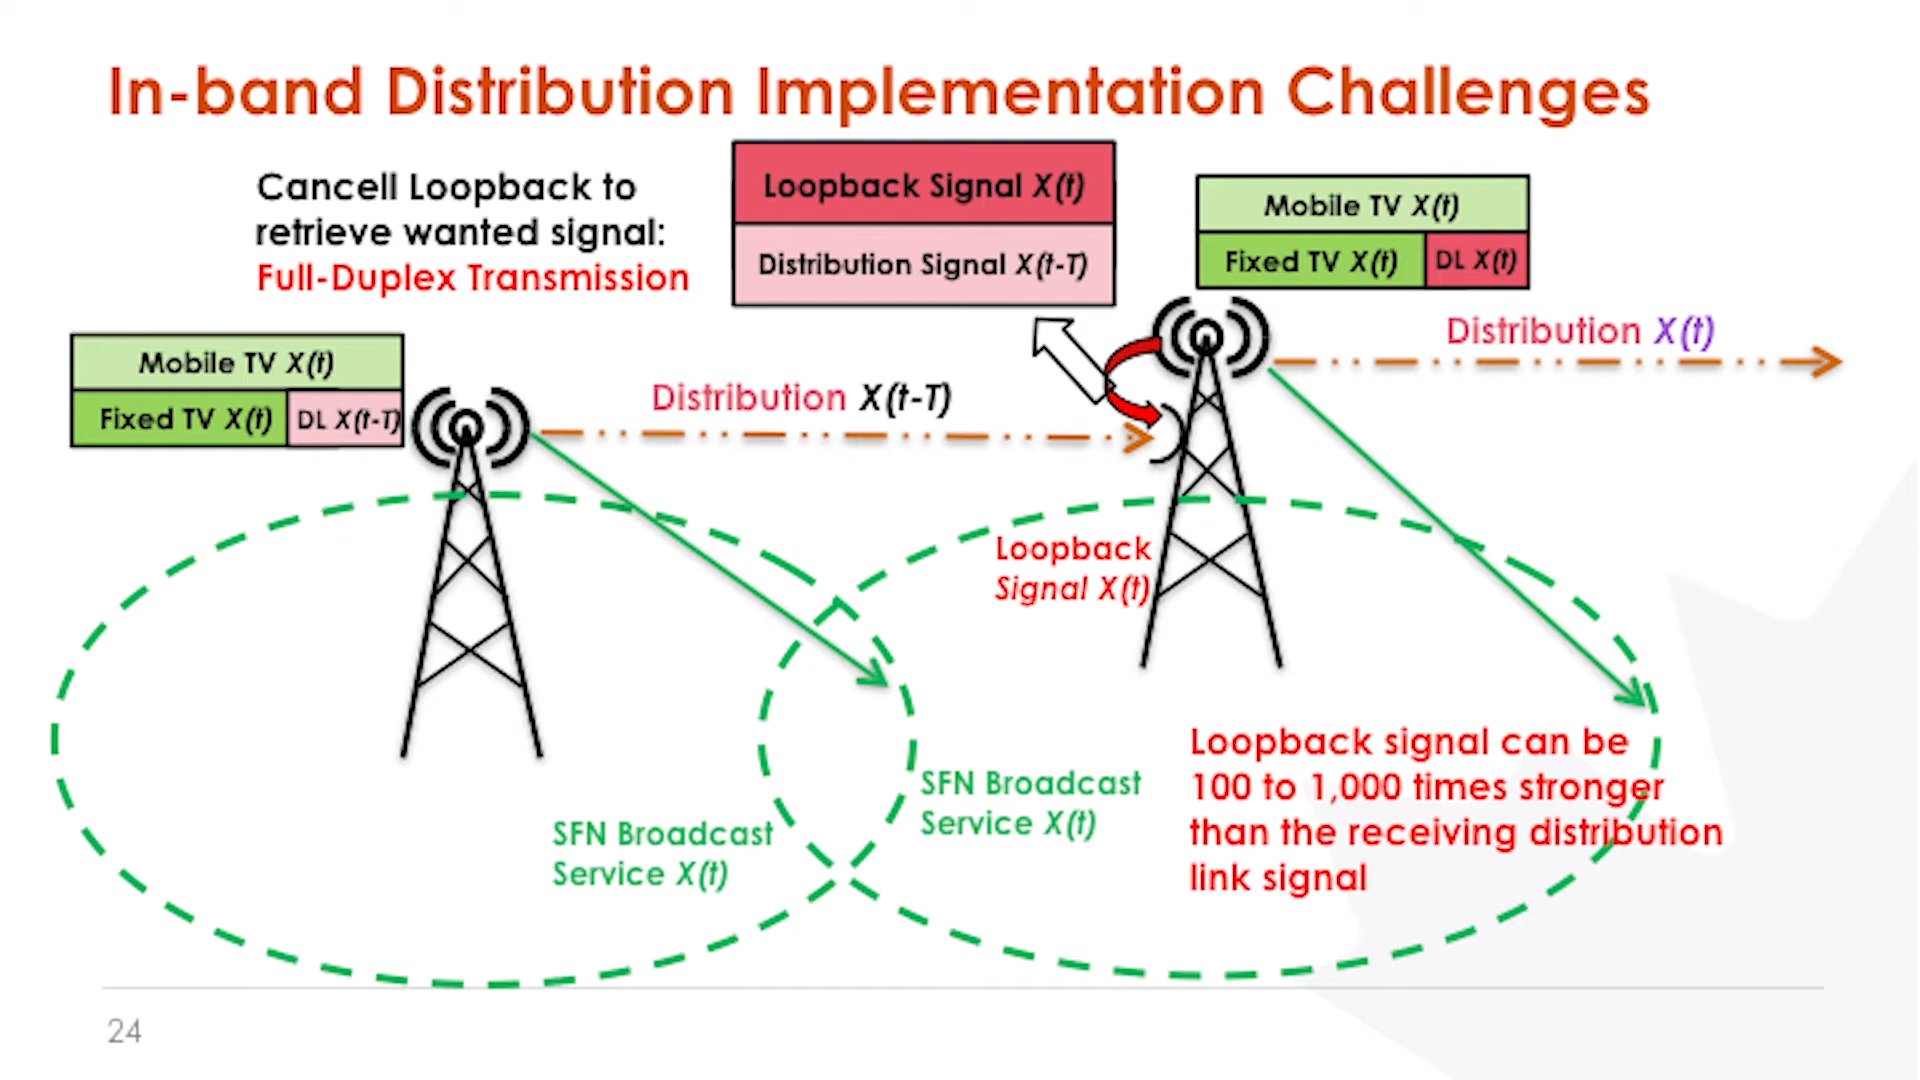 In-band Distribution Implementation Challenges
Cancell Loopback to
retrieve wanted signal:
Full-Duplex Transmission
Loopback Signal X(t)
Distribution Signal X(t-T)
Mobile TV X(t)
Fixed TV X(t)
DL X(t)
Distribution X(t)
Mobile TV X(t)
Fixed TV X(t)
DL X(t-T)
Distribution X(t-T)
Loopback
Signal X(t)
SFN Broadcast
Service X(t)
SFN Broadcast
Service X(t)
Loopback signal can be
100 to 1,000 times stronger
than the receiving distribution
link signal
24